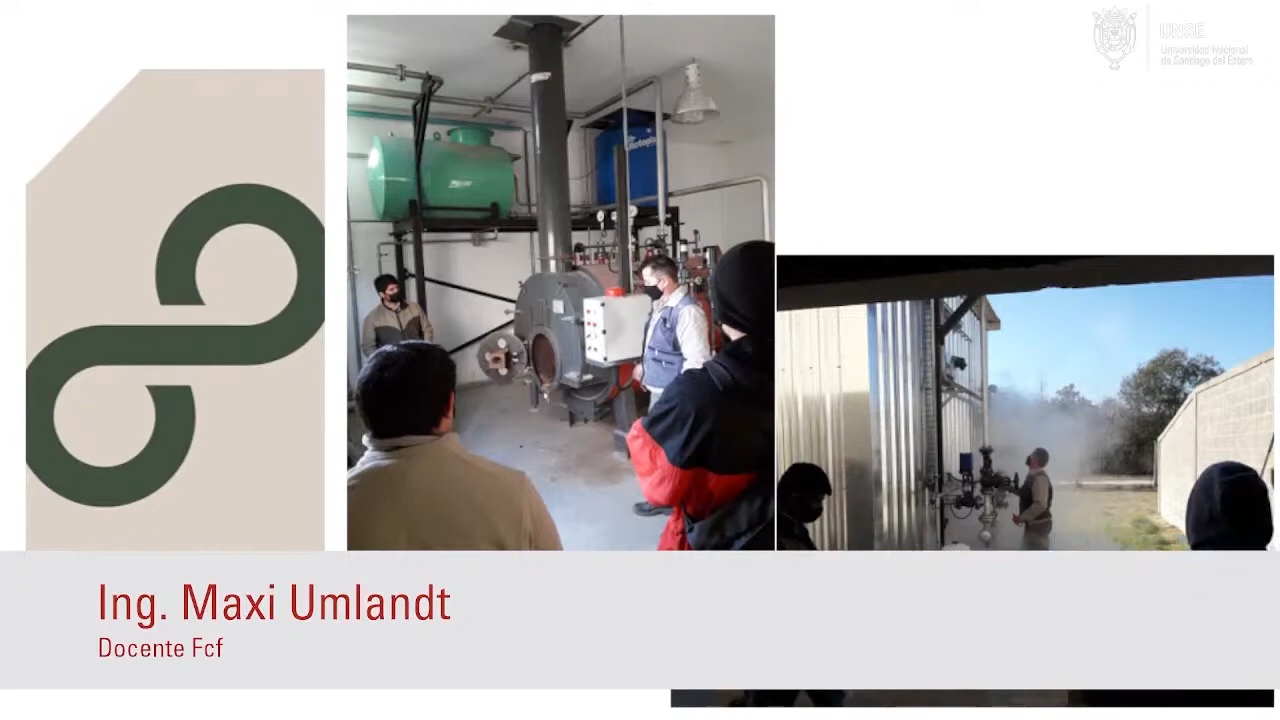 UNSE
Universidad Nacional
de Santiago del Estero
Ing. Maxi Umlandt
Docente Fcf